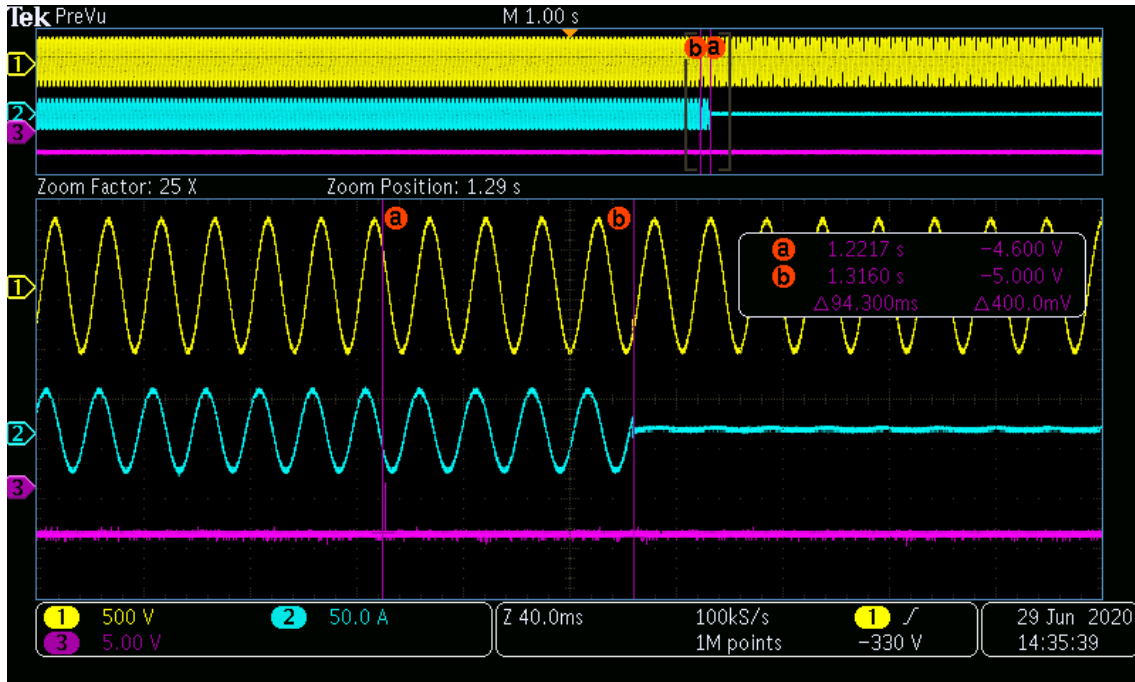 Tek PreVu M 1.00 s
b a
1
2
3
Zoom Factor: 25 X Zoom Position: 1.29 s
a b
a 1.2217 s −4.600 V
b 1.3160 s −5.000 V
△94.300ms △400.0mV
1
2
3
1 500 V 2 50.0 A Z 40.0ms 100kS/s 1 29 Jun 2020
3 5.00 V 1M points −330 V 14:35:39